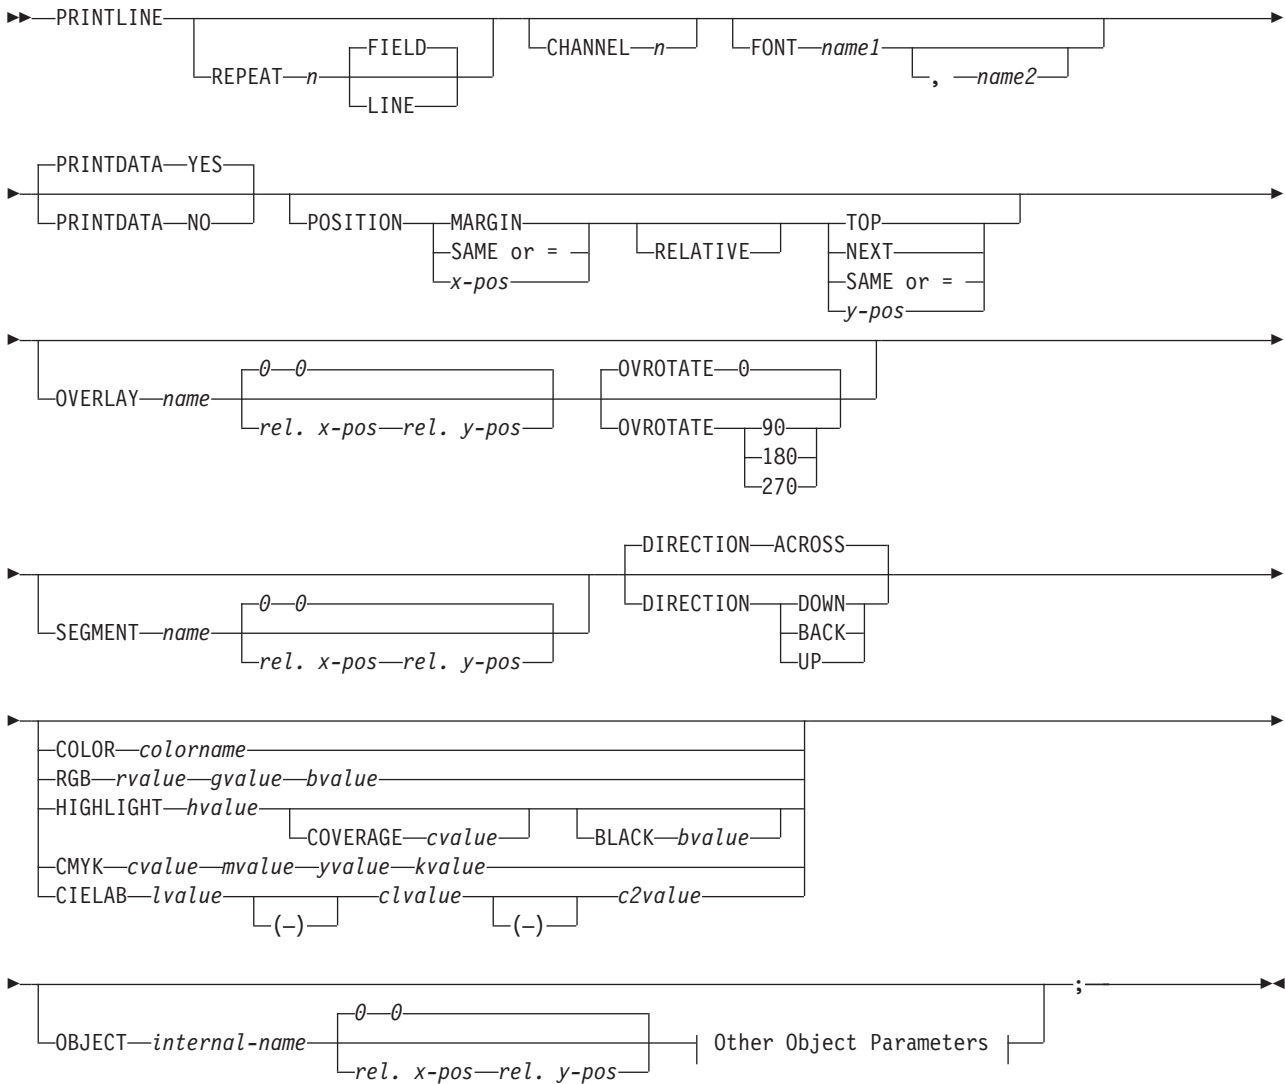 PRINTLINE
FIELD
CHANNEL n
FONT name1
REPEAT n
, name2
LINE
PRINTDATA YES
PRINTDATA NO
POSITION
MARGIN
TOP
SAME or =
RELATIVE
NEXT
x-pos
SAME or =
y-pos
0 0
OVROTATE 0
OVERLAY name
rel. x-pos rel. y-pos
OVROTATE
90
180
270
DIRECTION ACROSS
0 0
DIRECTION
DOWN
SEGMENT name
BACK
rel. x-pos rel. y-pos
UP
COLOR colorname
RGB rvalue gvalue bvalue
HIGHLIGHT hvalue
COVERAGE cvalue
BLACK bvalue
CMYK cvalue mvalue yvalue kvalue
CIELAB lvalue
clvalue
c2value
(–)
(–)
;
0 0
OBJECT internal-name
Other Object Parameters
rel. x-pos rel. y-pos